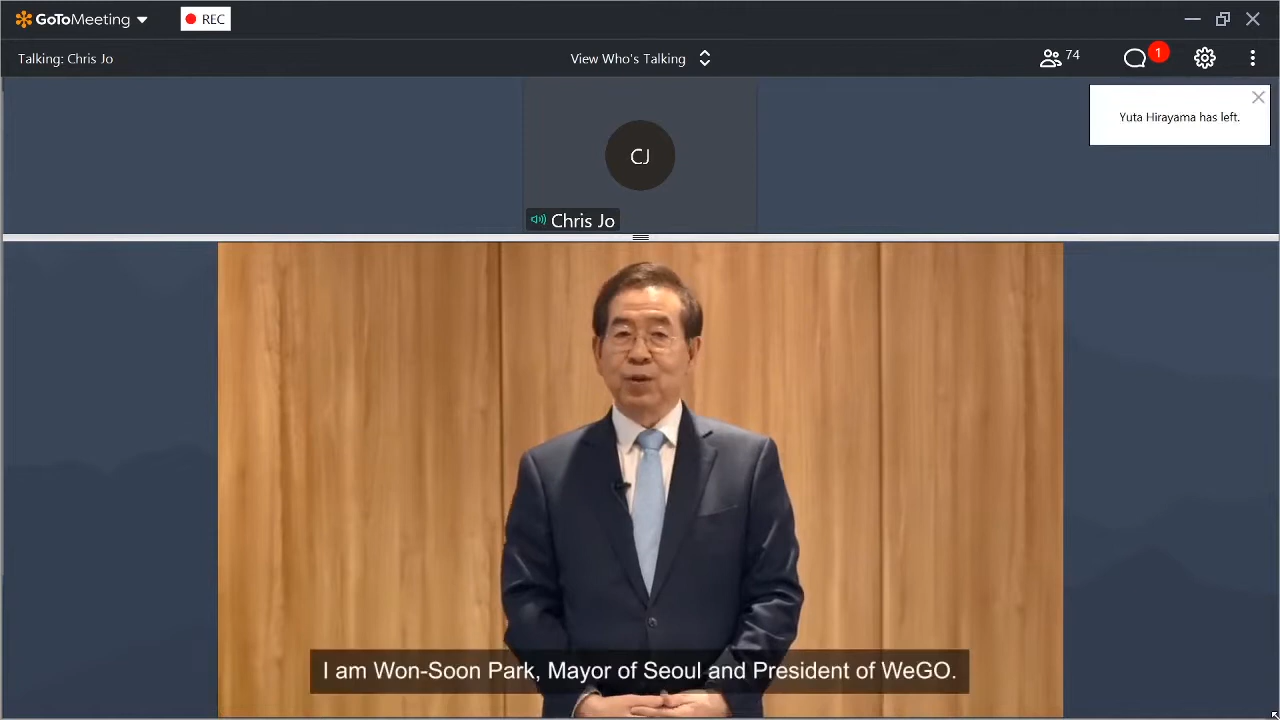 GoToMeeting
REC
Talking: Chris Jo
View Who's Talking
74
1
Yuta Hirayama has left.
CJ
Chris Jo
I am Won-Soon Park, Mayor of Seoul and President of WeGO.